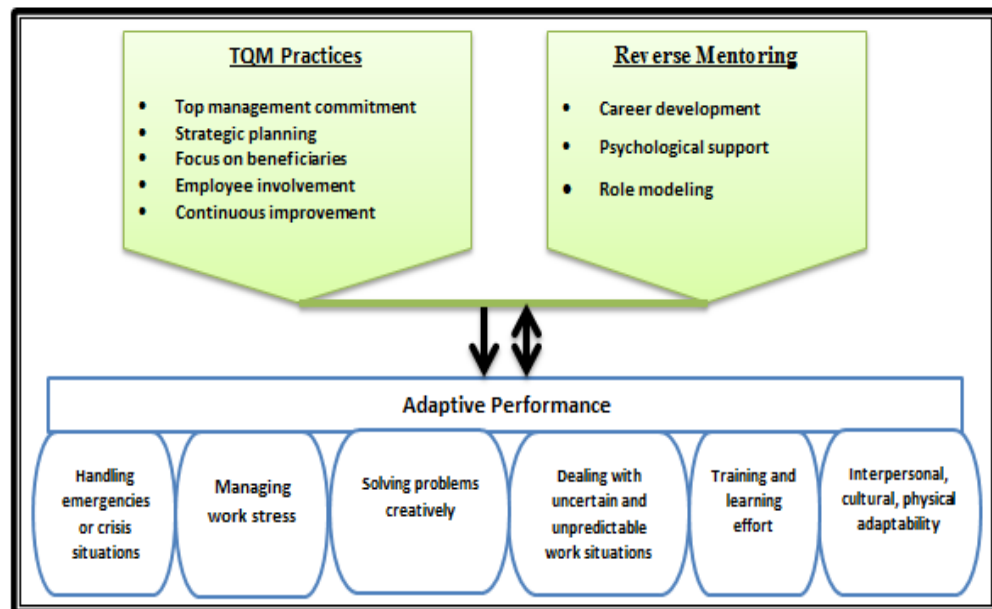 TQM Practices
• Top management commitment
• Strategic planning
• Focus on beneficiaries
• Employee involvement
• Continuous improvement
Reverse Mentoring
• Career development
• Psychological support
• Role modeling
Adaptive Performance
Handling
emergencies
or crisis
situations
Managing
work stress
Solving problems
creatively
Dealing with
uncertain and
unpredictable
work situations
Training and
learning
effort
Interpersonal,
cultural, physical
adaptability